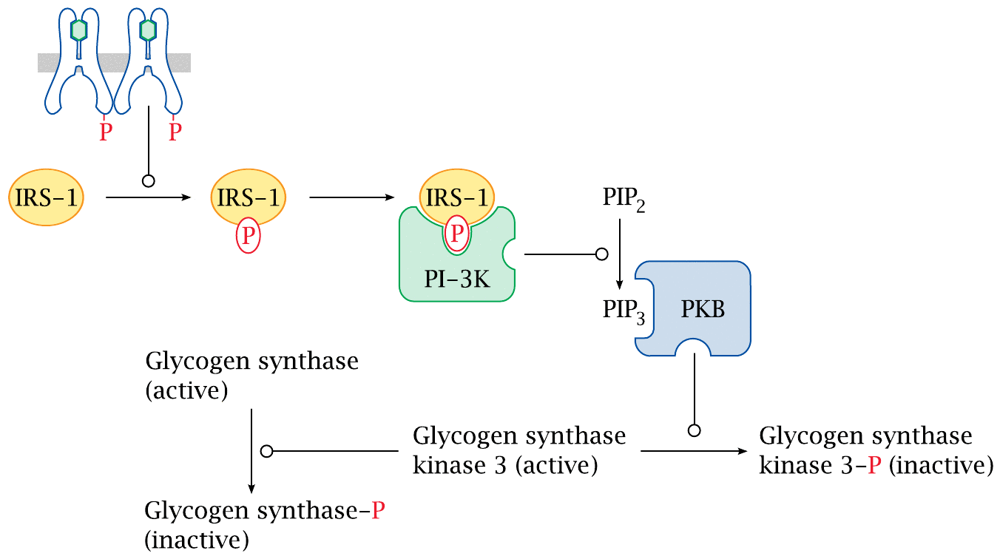 P
P
IRS–1
IRS–1
P
IRS–1
P
PI–3K
PIP2
PIP3
PKB
Glycogen synthase
(active)
Glycogen synthase
kinase 3 (active)
Glycogen synthase
kinase 3–P (inactive)
Glycogen synthase–P
(inactive)